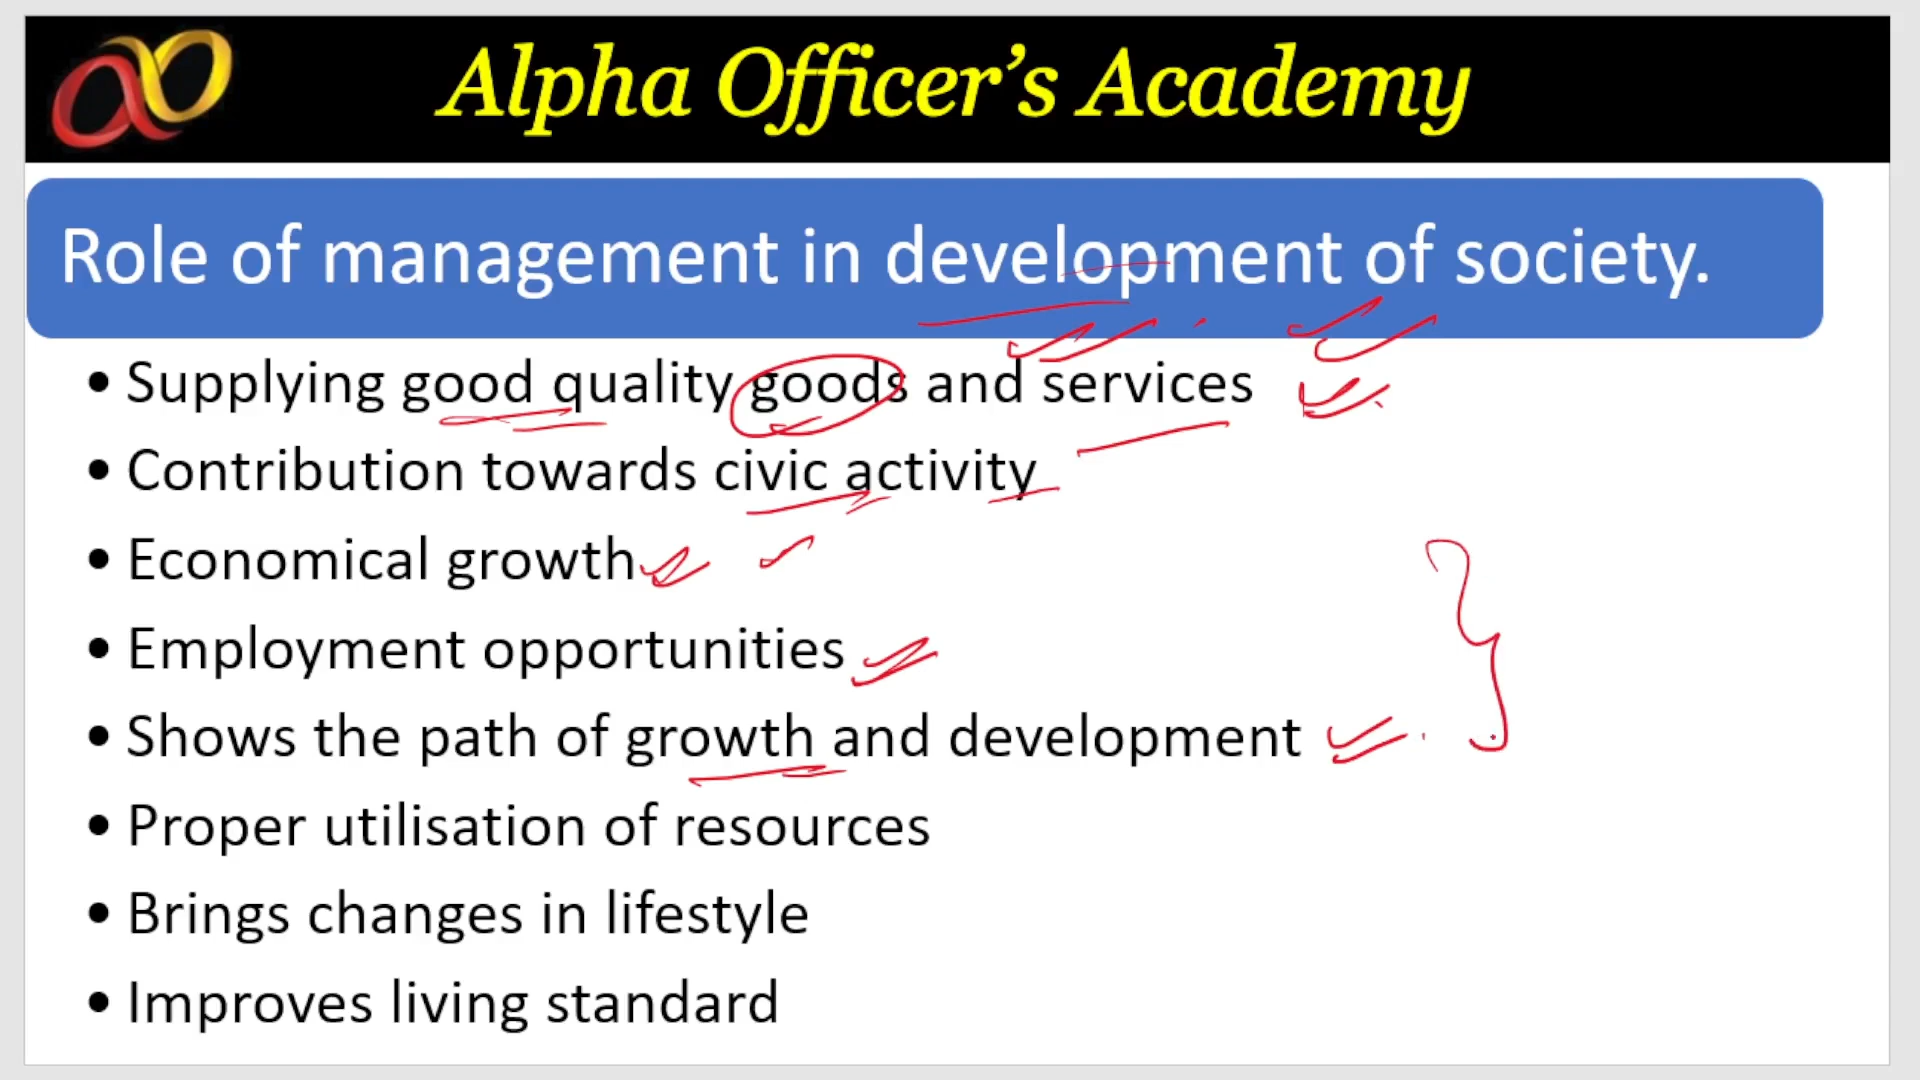 Alpha Officer’s Academy
Role of management in development of society.
• Supplying good quality goods and services
• Contribution towards civic activity
• Economical growth
• Employment opportunities
• Shows the path of growth and development
• Proper utilisation of resources
• Brings changes in lifestyle
• Improves living standard